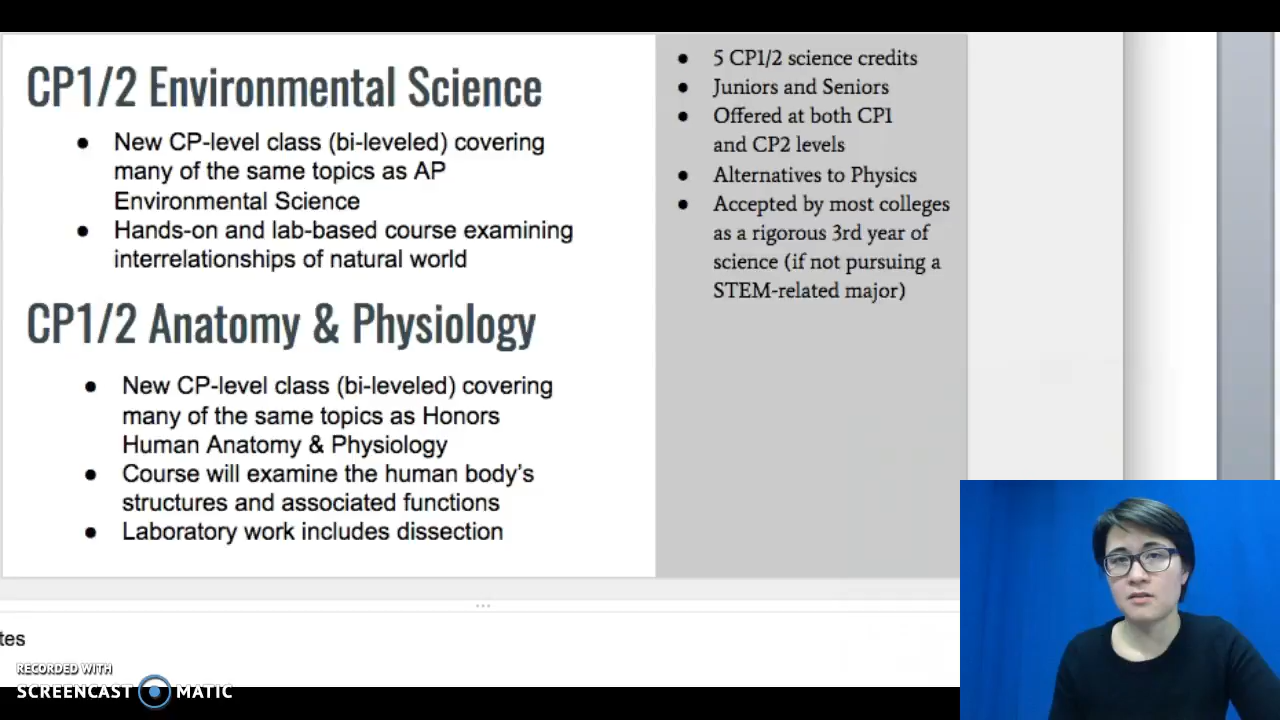 CP1/2 Environmental Science
● New CP-level class (bi-leveled) covering
many of the same topics as AP
Environmental Science
● Hands-on and lab-based course examining
interrelationships of natural world
CP1/2 Anatomy & Physiology
● New CP-level class (bi-leveled) covering
many of the same topics as Honors
Human Anatomy & Physiology
● Course will examine the human body's
structures and associated functions
● Laboratory work includes dissection
● 5 CP1/2 science credits
● Juniors and Seniors
● Offered at both CP1
and CP2 levels
● Alternatives to Physics
● Accepted by most colleges
as a rigorous 3rd year of
science (if not pursuing a
STEM-related major)
tes
RECORDED WITH
SCREENCAST MATIC